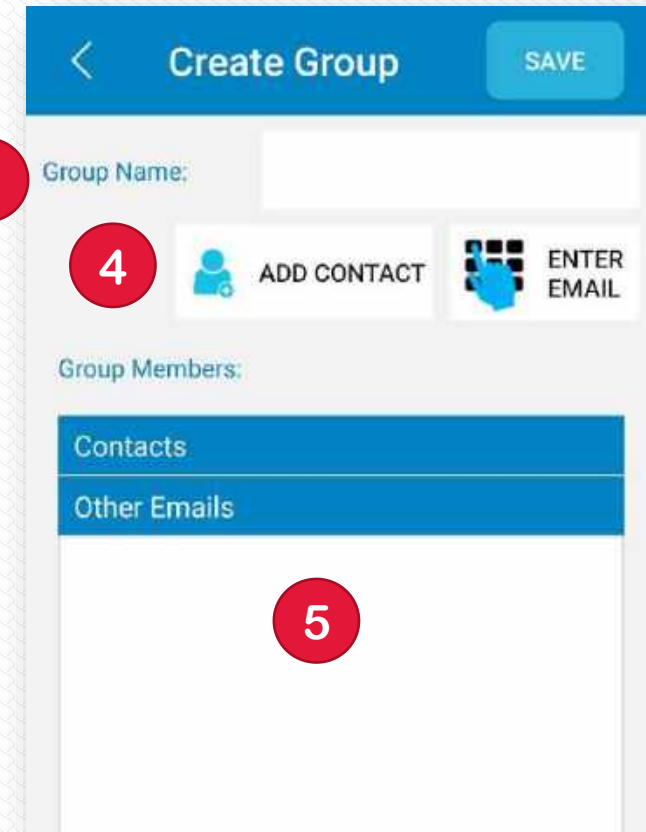 Create Group
SAVE
Group Name:
4
ADD CONTACT
ENTER
EMAIL
Group Members:
Contacts
Other Emails
5